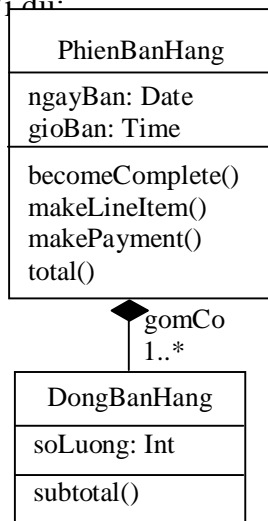 PhienBanHang
ngayBan: Date
gioBan: Time
becomeComplete()
makeLineItem()
makePayment()
total()
gomCo
1..*
DongBanHang
soLuong: Int
subtotal()